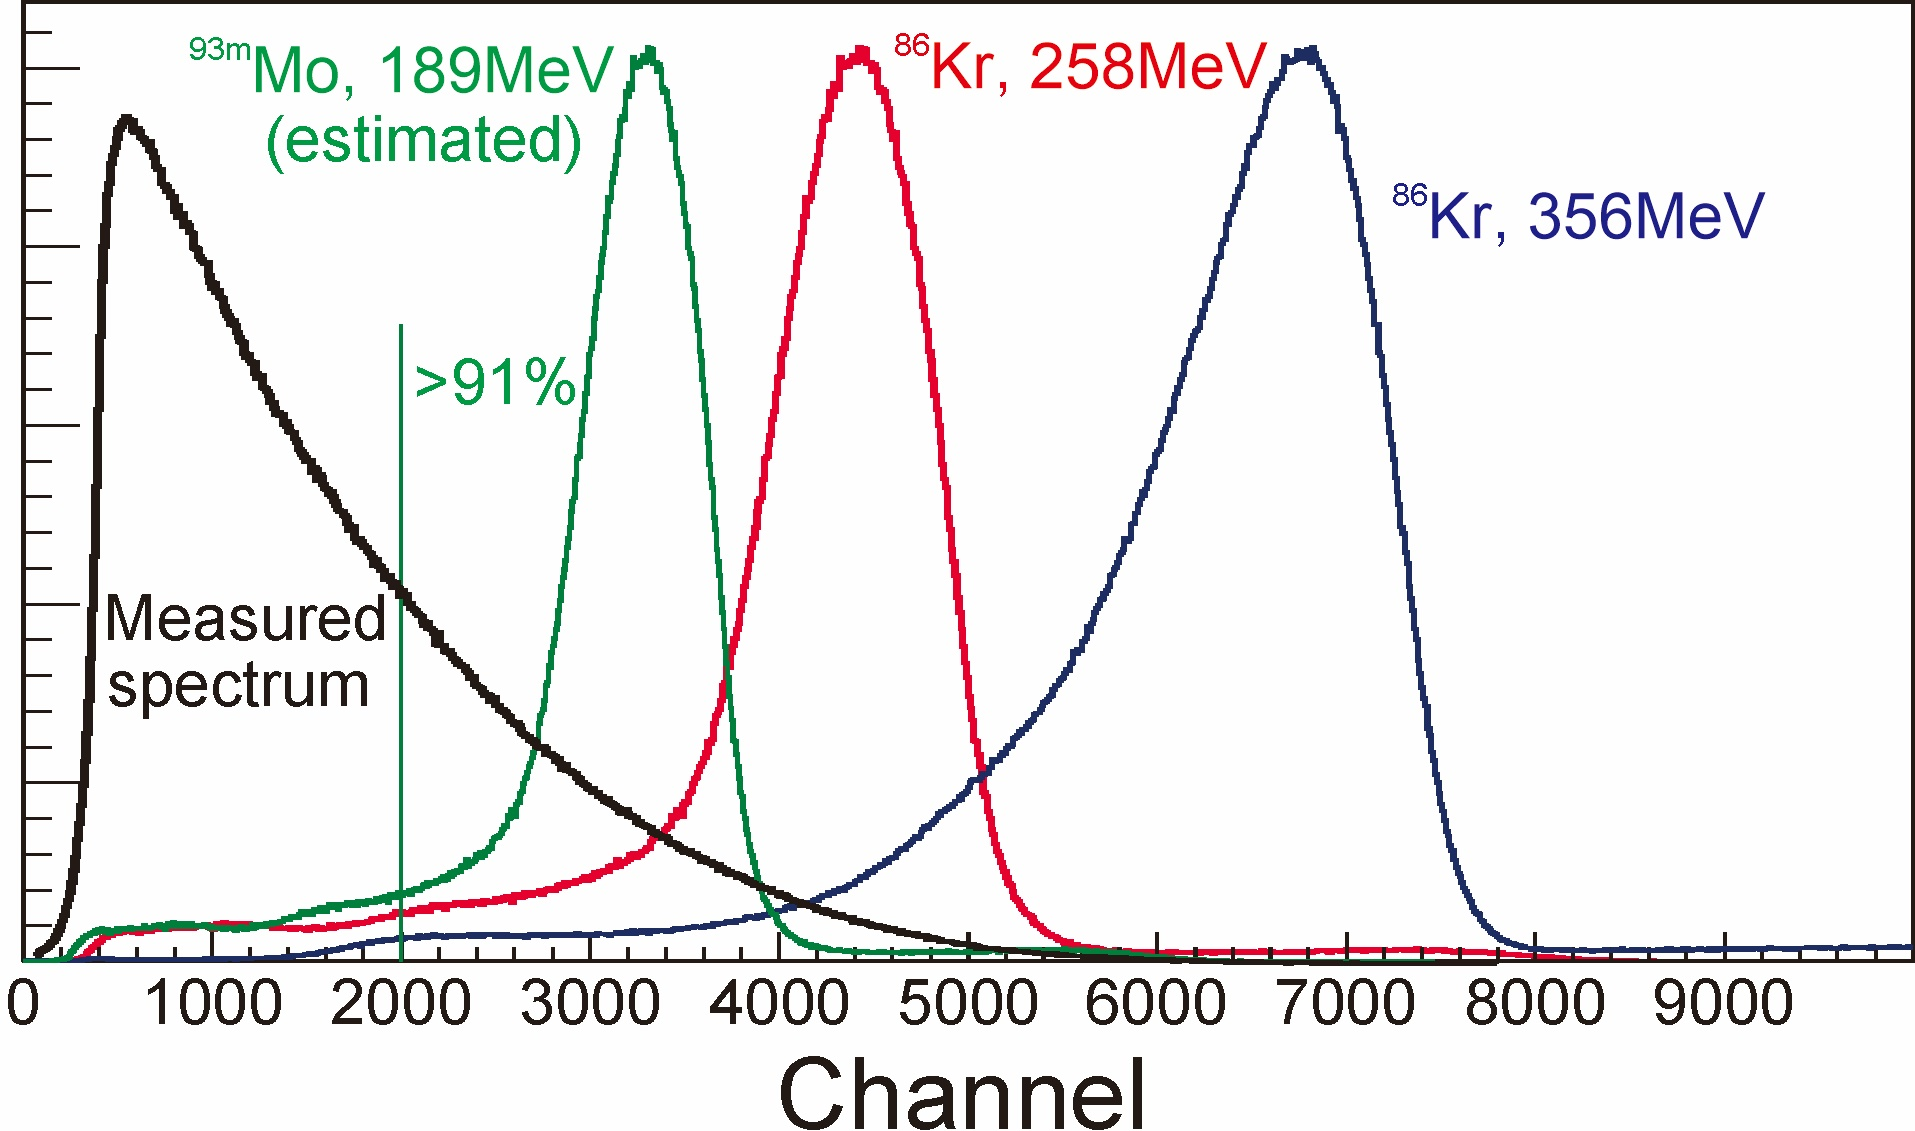 93mMo, 189MeV
(estimated)
86Kr, 258MeV
86Kr, 356MeV
>91%
Measured
spectrum
0 1000 2000 3000 4000 5000 6000 7000 8000 9000
Channel